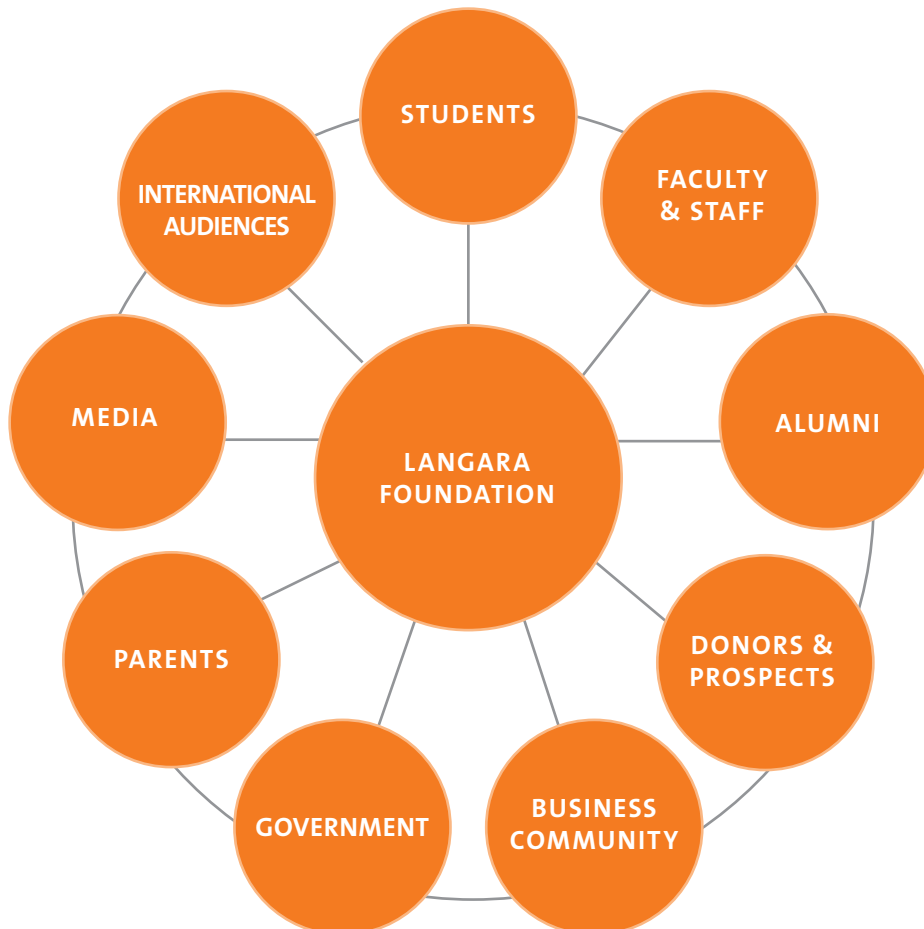 STUDENTS
FACULTY
& STAFF
ALUMNI
DONORS &
PROSPECTS
BUSINESS
COMMUNITY
GOVERNMENT
PARENTS
MEDIA
INTERNATIONAL
AUDIENCES
LANGARA
FOUNDATION